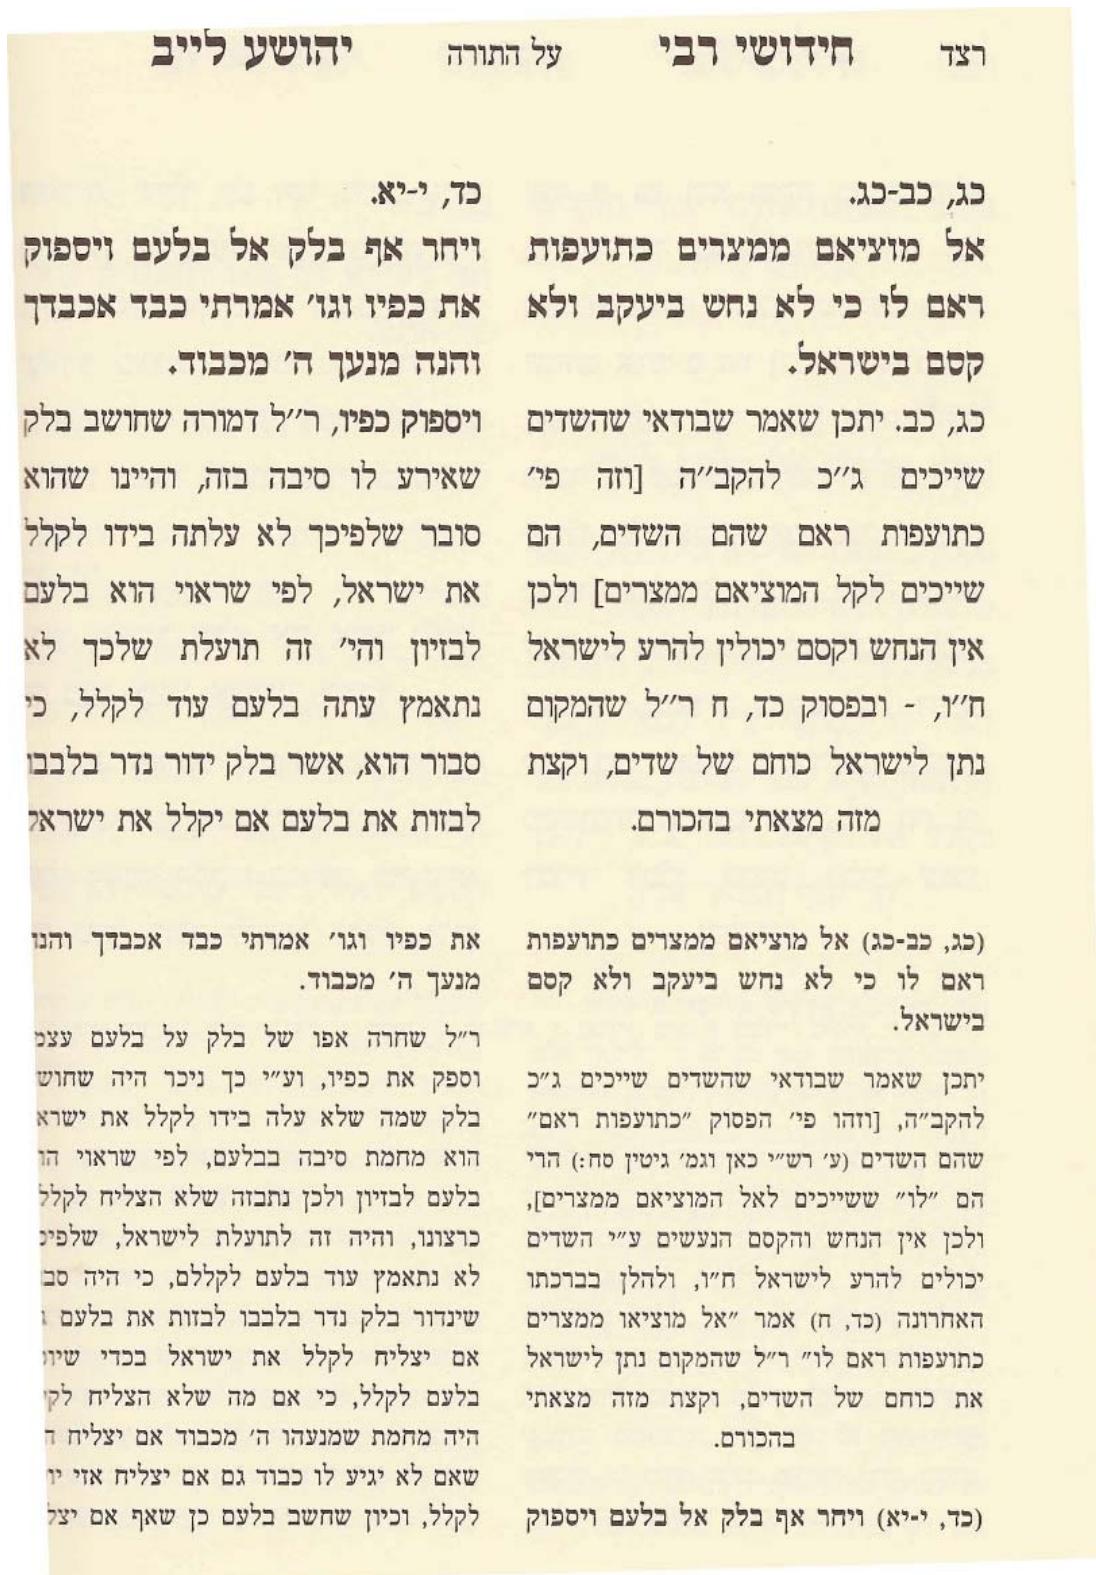 רצד חידושי רבי על התורה יהושע לייב
כג, כב-כג.
אל מוציאם ממצרים כתועפות
ראם לו כי לא נחש ביעקב ולא
קסם בישראל.
כג, כב. יתכן שאמר שבודאי שהשדים
שייכים ג״כ להקב״ה [וזה פי׳
כתועפות ראם שהם השדים, הם
שייכים לקל המוציאם ממצרים] ולכן
אין הנחש וקסם יכולין להרע לישראל
ח״ו, - ובפסוק כד, ח ר״ל שהמקום
נתן לישראל כוחם של שדים, וקצת
מזה מצאתי בהכורם.
כד, י-יא.
ויחר אף בלק אל בלעם ויספוק
את כפיו וגו׳ אמרתי כבד אכבדך
והנה מנעך ה׳ מכבוד.
ויספוק כפיו, ר״ל דמורה שחושב בלק
שאירע לו סיבה בזה, והיינו שהוא
סובר שלפיכך לא עלתה בידו לקלל
את ישראל, לפי שראוי הוא בלעם
לבזיון והי׳ זה תועלת שלכך לא
נתאמץ עתה בלעם עוד לקלל, כי
סבור הוא, אשר בלק ידור נדר בלבבו
לבזות את בלעם אם יקלל את ישראל
(כג, כב-כג) אל מוציאם ממצרים כתועפות
ראם לו כי לא נחש ביעקב ולא קסם
בישראל.
יתכן שאמר שבודאי שהשדים שייכים ג״כ
להקב״ה, [וזהו פי׳ הפסוק ״כתועפות ראם״
שהם השדים (ע׳ רש״י כאן וגמ׳ גיטין סח:) הרי
הם ״לו״ ששייכים לאל המוציאם ממצרים],
ולכן אין הנחש והקסם הנעשים ע״י השדים
יכולים להרע לישראל ח״ו, ולהלן בברכתו
האחרונה (כד, ח) אמר ״אל מוציאו ממצרים
כתועפות ראם לו״ ר״ל שהמקום נתן לישראל
את כוחם של השדים, וקצת מזה מצאתי
בהכורם.
(כד, י-יא) ויחר אף בלק אל בלעם ויספוק
את כפיו וגו׳ אמרתי כבד אכבדך והנה
מנעך ה׳ מכבוד.
ר״ל שחרה אפו של בלק על בלעם
וספק את כפיו, וע״י כך ניכר היה
בלק שמה שלא עלה בידו לקלל את
הוא מחמת סיבה בבלעם, לפי שראוי
בלעם לבזיון ולכן נתבזה שלא הצליח לקלל
כרצונו, והיה זה לתועלת לישראל,
לא נתאמץ עוד בלעם לקללם, כי היה
שינדור בלק נדר בלבבו לבזות את בלעם
אם יצליח לקלל את ישראל בכדי
בלעם לקלל, כי אם מה שלא הצליח
היה מחמת שמנעהו ה׳ מכבוד אם יצליח
שאם לא יגיע לו כבוד גם אם יצליח אזי
לקלל, וכיון שחשב בלעם כן שאף אם